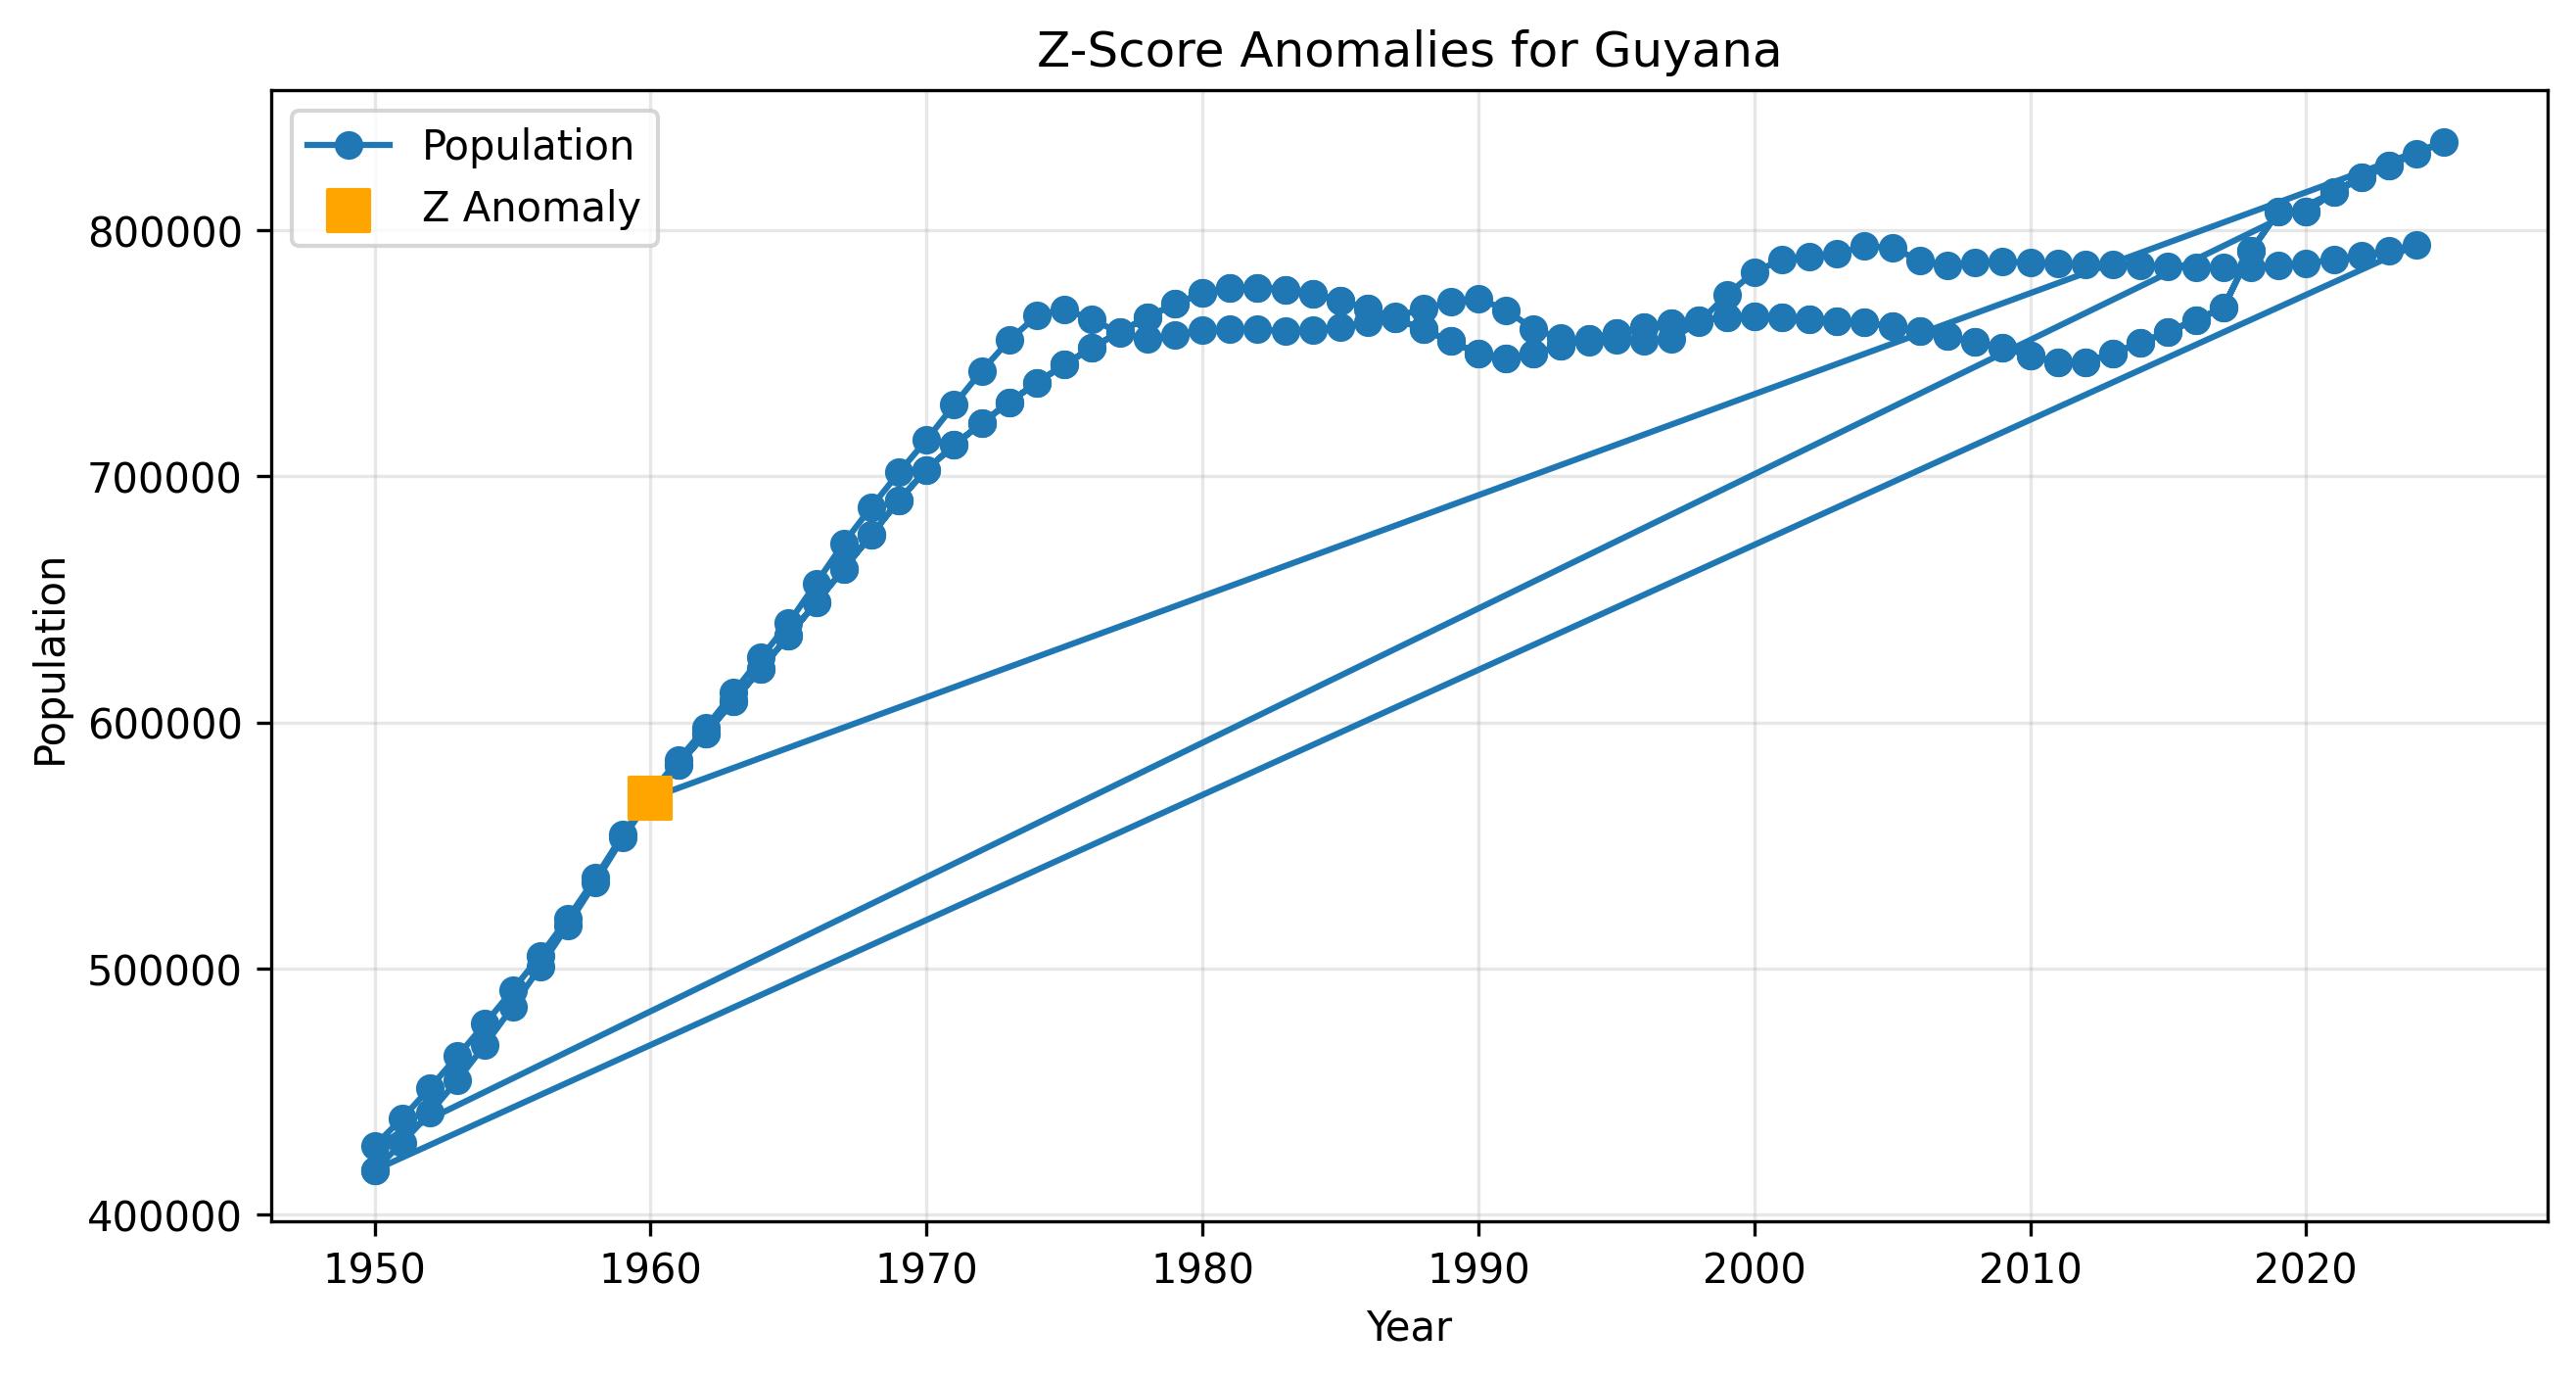 Z-Score Anomalies for Guyana
Population
Z Anomaly
800000
700000
600000
500000
400000
Population
1950 1960 1970 1980 1990 2000 2010 2020
Year